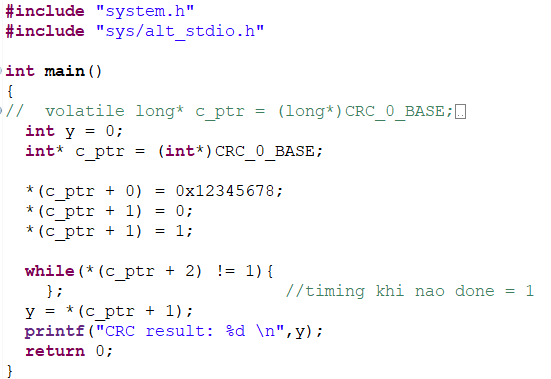 #include "system.h"
#include "sys/alt_stdio.h"
int main()
{
//  volatile long* c_ptr = (long*)CRC_0_BASE;
  int y = 0;
  int* c_ptr = (int*)CRC_0_BASE;
  *(c_ptr + 0) = 0x12345678;
  *(c_ptr + 1) = 0;
  *(c_ptr + 1) = 1;
  while(*(c_ptr + 2) != 1){
    };                      //timing khi nao done = 1
  y = *(c_ptr + 1);
  printf("CRC result: %d \n",y);
  return 0;
}